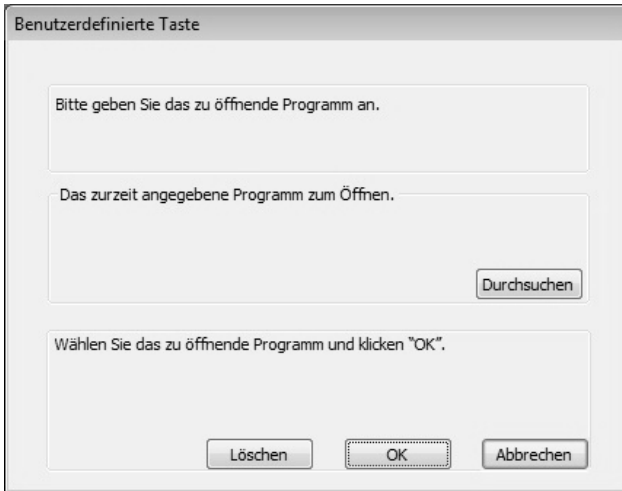 Benutzerdefinierte Taste
Bitte geben Sie das zu öffnende Programm an.
Das zurzeit angegebene Programm zum Öffnen.
Durchsuchen
Wählen Sie das zu öffnende Programm und klicken “OK”.
Löschen OK Abbrechen